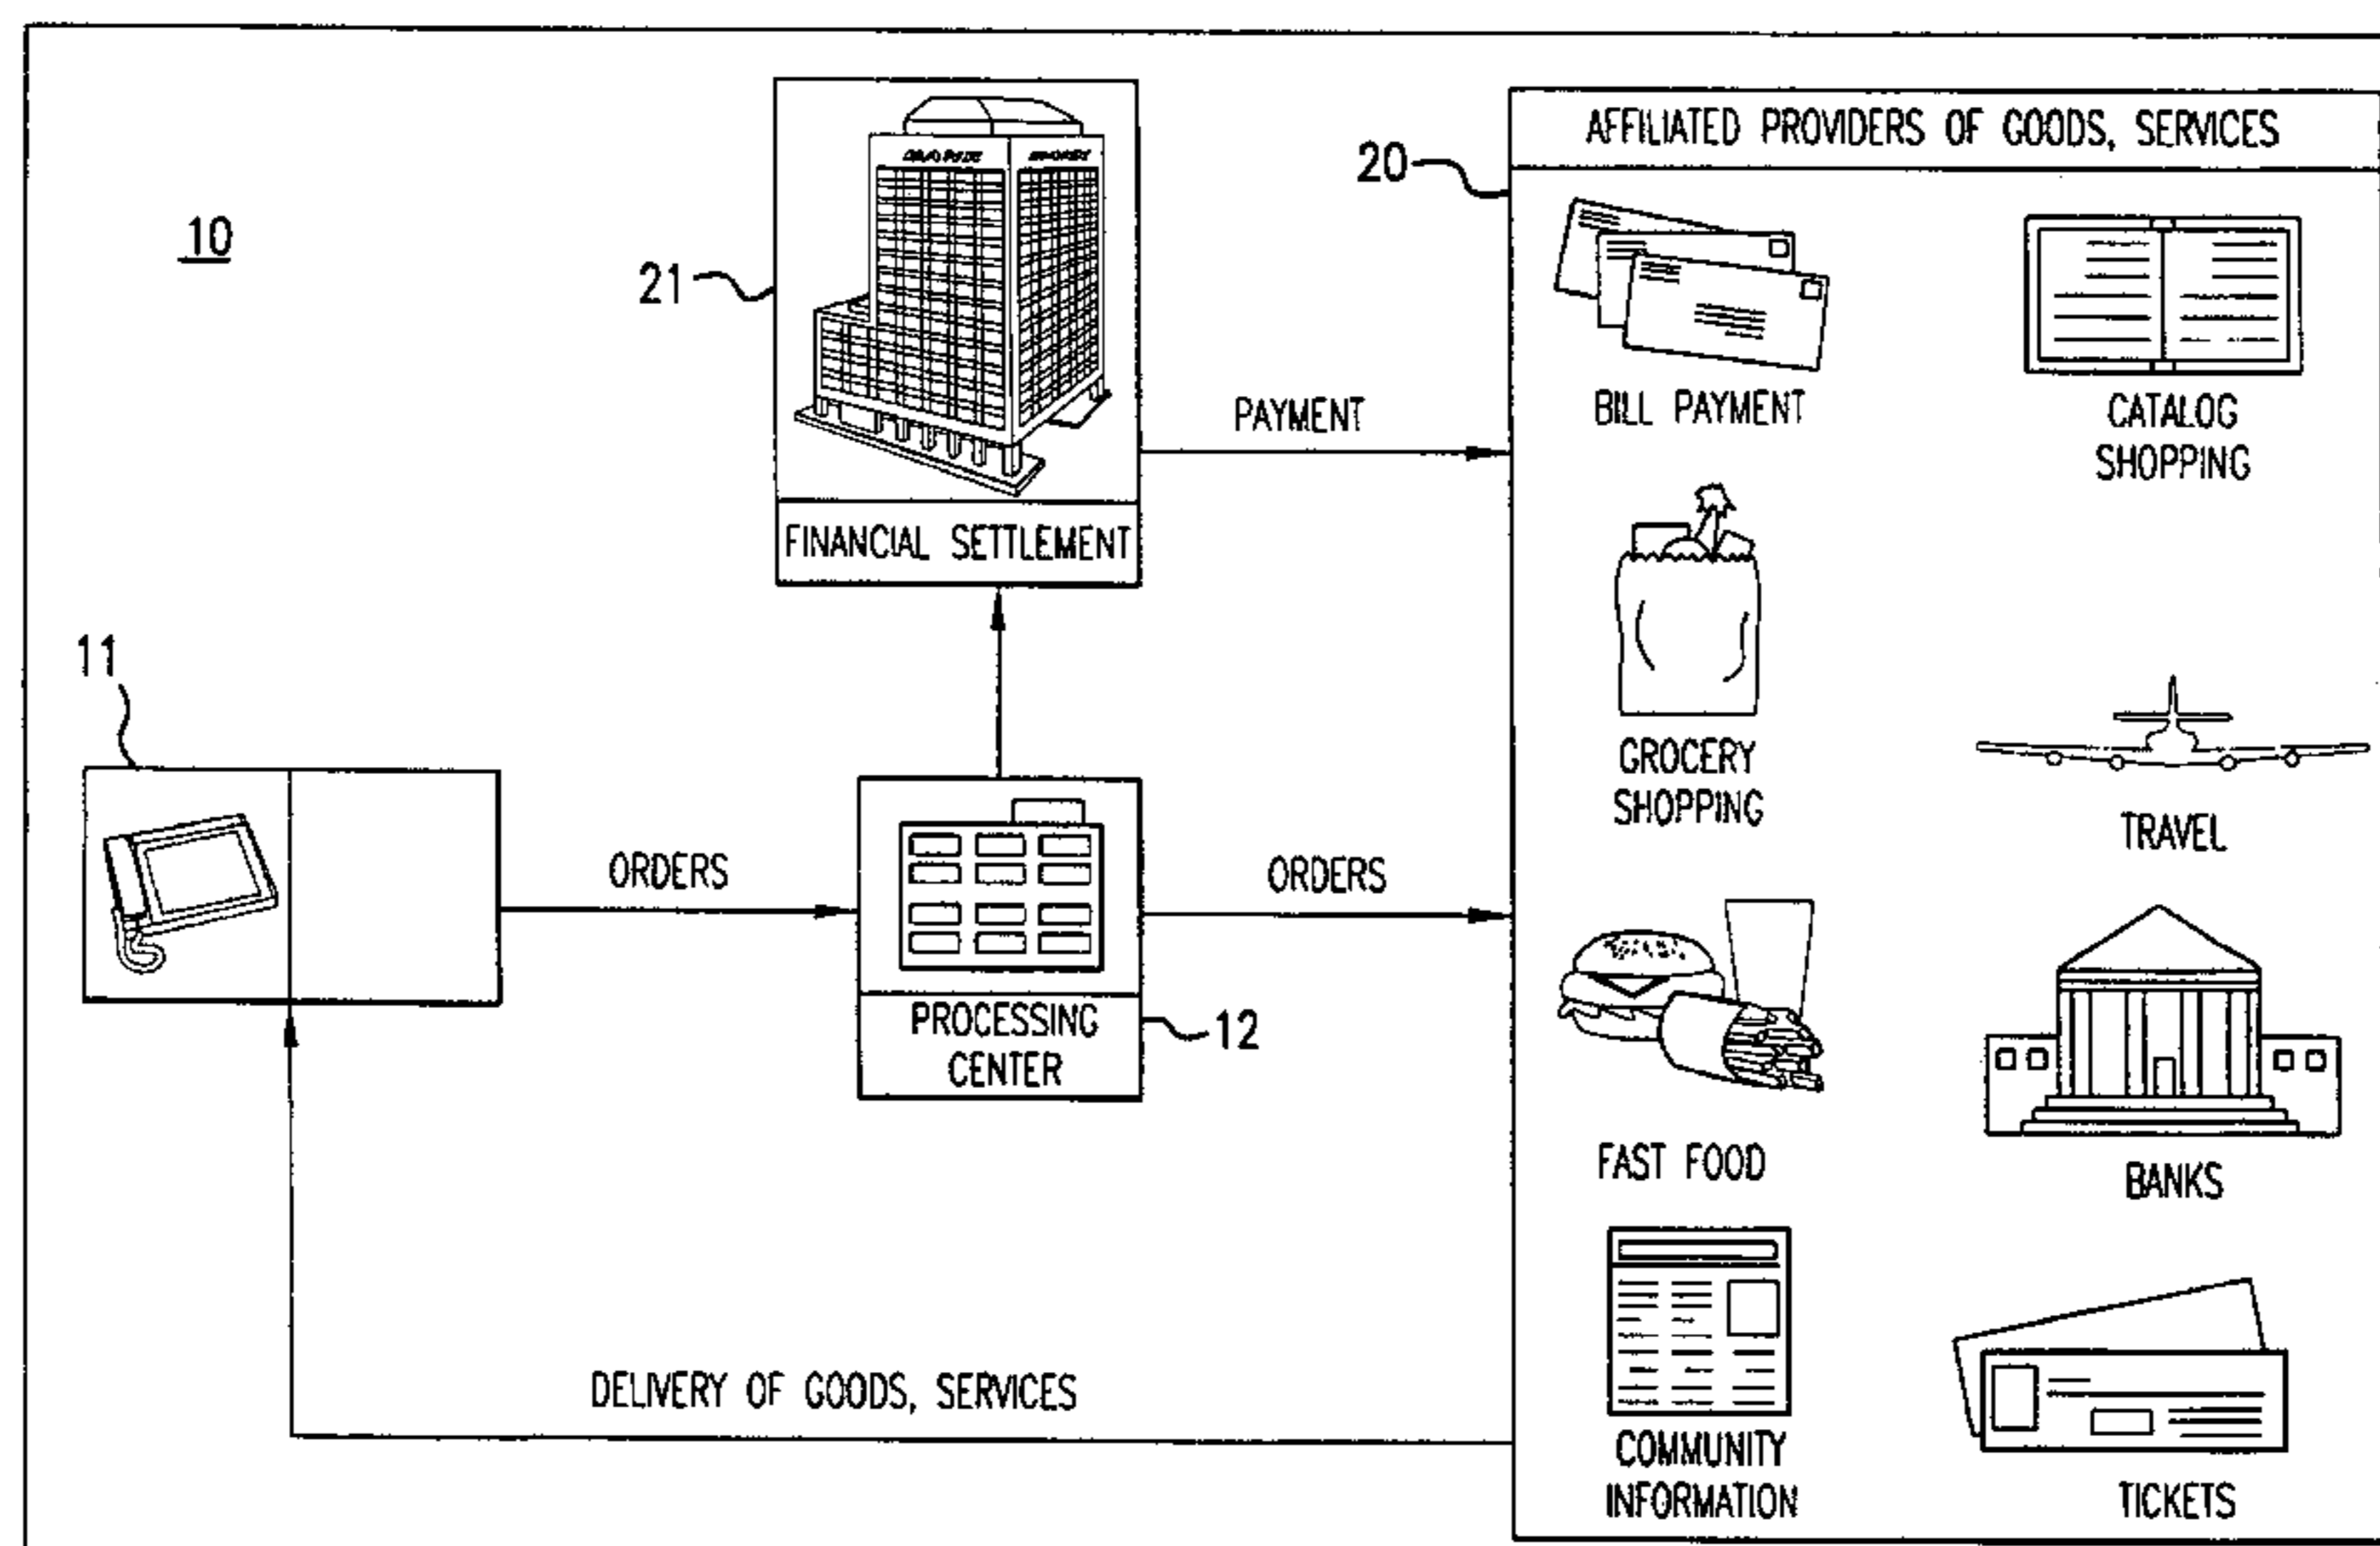 10
21
FINANCIAL SETTLEMENT
PAYMENT
20
AFFILIATED PROVIDERS OF GOODS, SERVICES
BILL PAYMENT
CATALOG
SHOPPING
GROCERY
SHOPPING
TRAVEL
FAST FOOD
BANKS
COMMUNITY
INFORMATION
TICKETS
11
ORDERS
PROCESSING
CENTER
12
ORDERS
DELIVERY OF GOODS, SERVICES